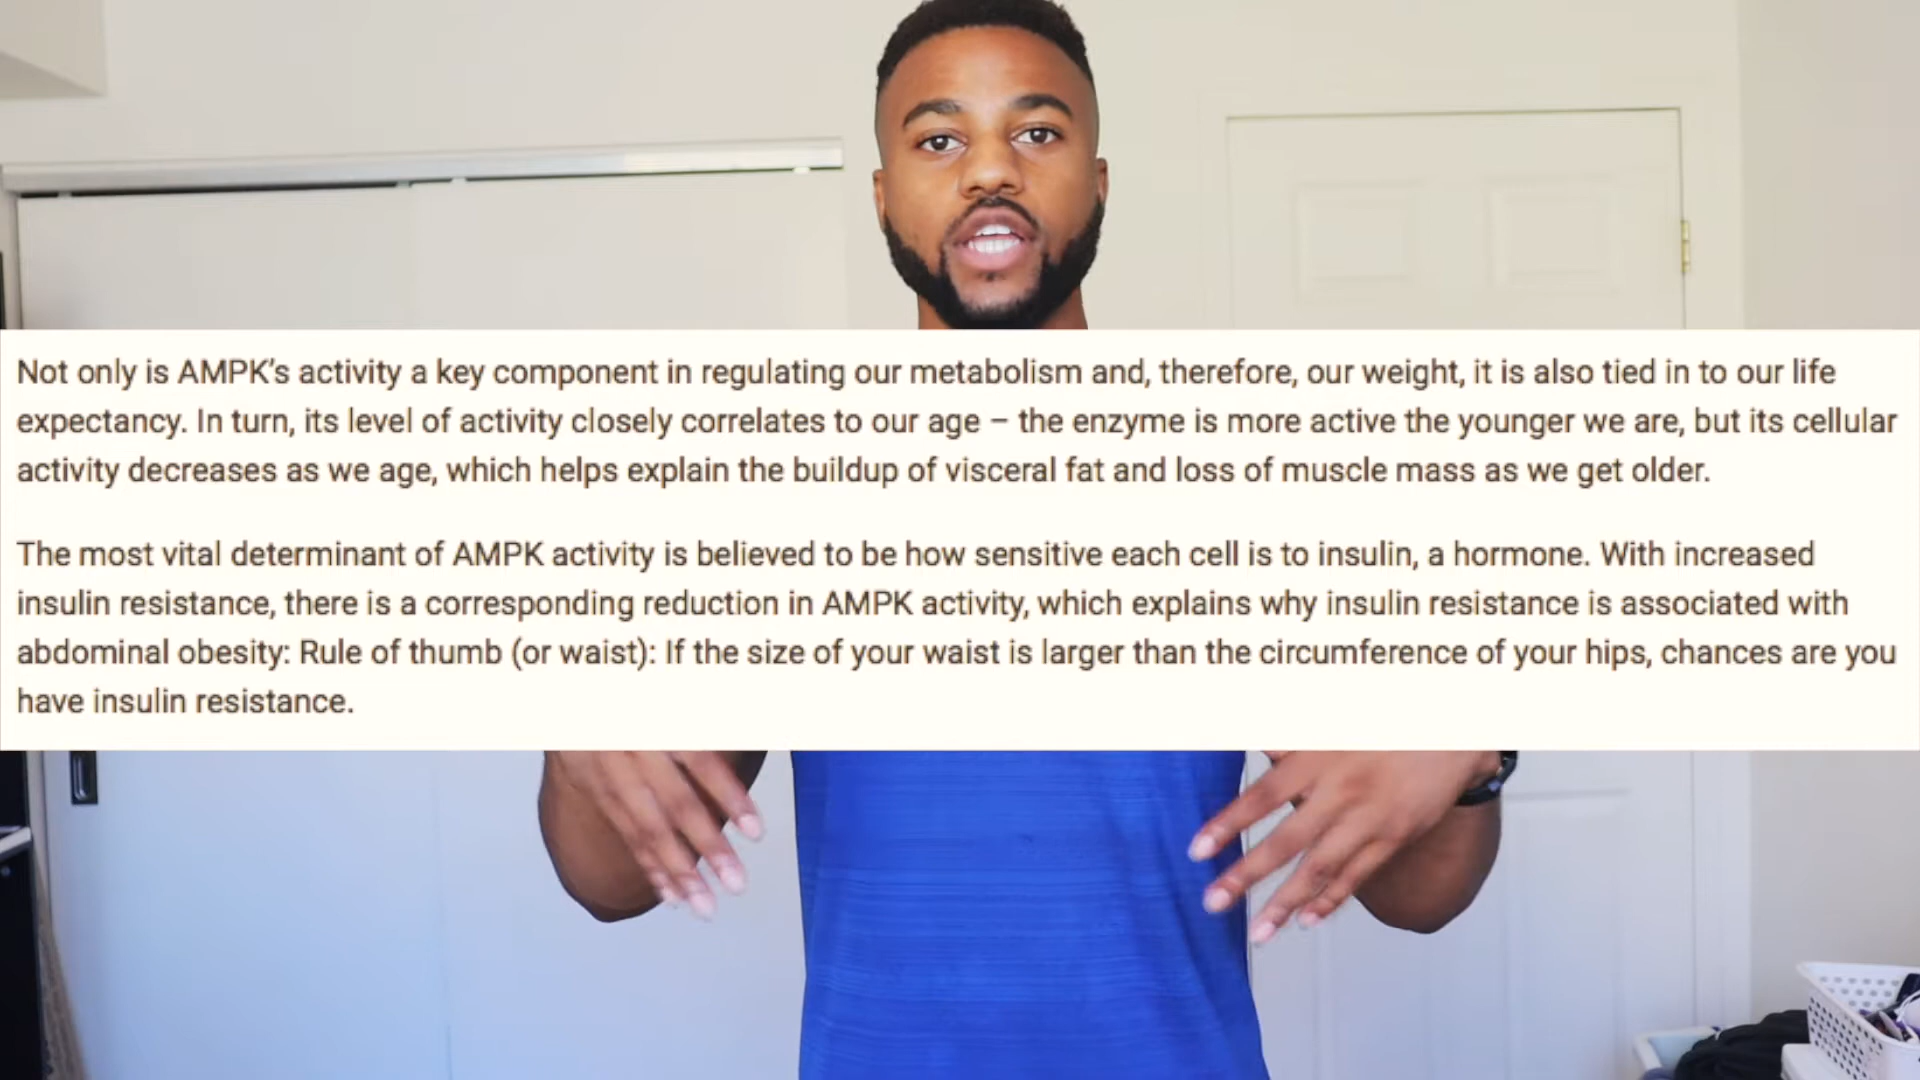 Not only is AMPK’s activity a key component in regulating our metabolism and, therefore, our weight, it is also tied in to our life
expectancy. In turn, its level of activity closely correlates to our age – the enzyme is more active the younger we are, but its cellular
activity decreases as we age, which helps explain the buildup of visceral fat and loss of muscle mass as we get older.
The most vital determinant of AMPK activity is believed to be how sensitive each cell is to insulin, a hormone. With increased
insulin resistance, there is a corresponding reduction in AMPK activity, which explains why insulin resistance is associated with
abdominal obesity: Rule of thumb (or waist): If the size of your waist is larger than the circumference of your hips, chances are you
have insulin resistance.